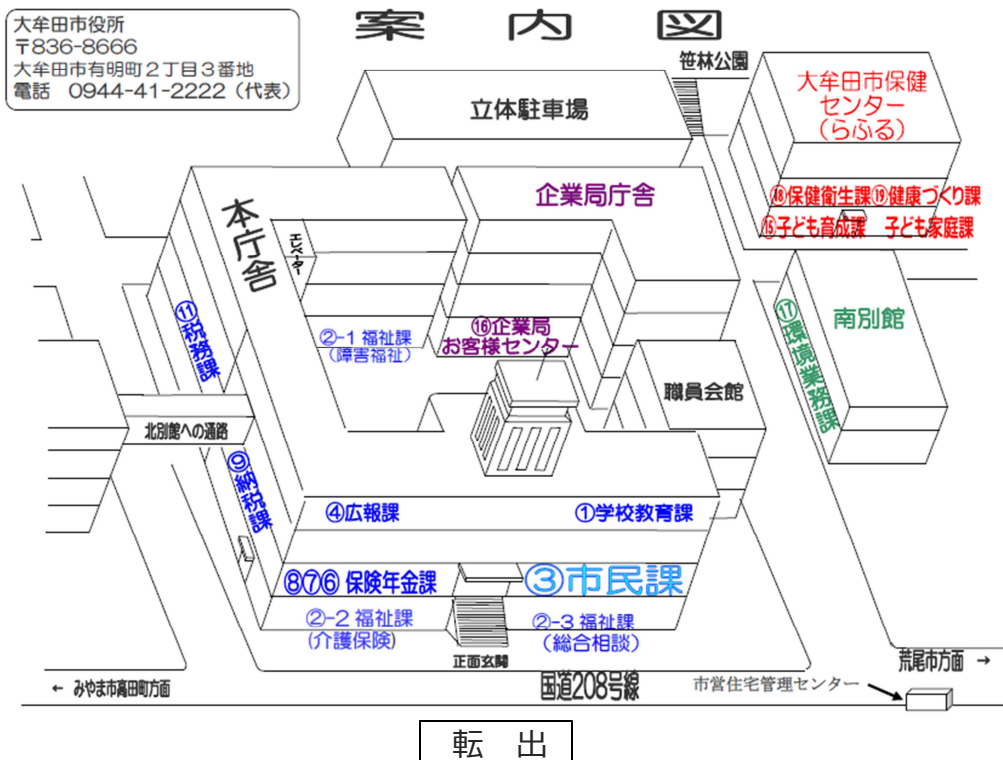 大牟田市役所
〒836-8666
大牟田市有明町2丁目3番地
電話　0944-41-2222（代表）
案　内　図
笹林公園
大牟田市保健
センター
（らふる）
立体駐車場
⑱保健衛生課⑲健康づくり課
⑮子ども育成課　子ども家庭課
企業局庁舎
本庁舎
エレベーター
⑪税務課
②-1 福祉課
（障害福祉）
⑯企業局
お客様センター
⑰環境業務課
南別館
職員会館
北別館への通路
⑨納税課
④広報課
①学校教育課
⑧⑦⑥ 保険年金課
③市民課
②-2 福祉課
(介護保険)
②-3 福祉課
（総合相談）
正面玄関
荒尾市方面　→
←　みやま市高田町方面
国道208号線
市営住宅管理センター
転　出